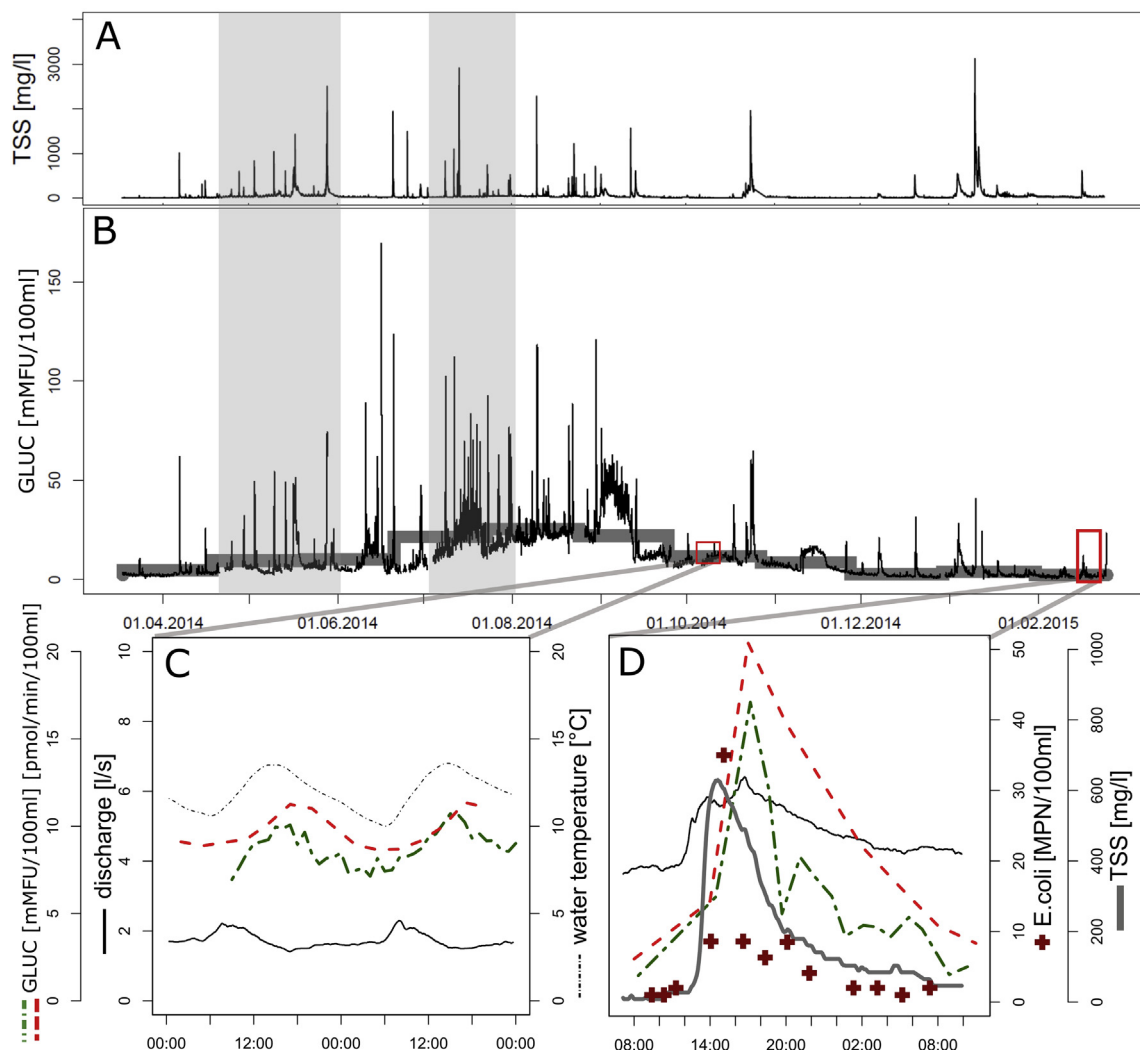 A
TSS [mg/l]
3000
1000
0
B
GLUC [mMFU/100ml]
150
100
50
0
01.04.2014 01.06.2014 01.08.2014 01.10.2014 01.12.2014 01.02.2015
C
GLUC [mMFU/100ml] [pmol/min/100ml]
20
15
10
5
0
discharge [l/s]
10
8
6
4
2
0
water temperature [°C]
20
15
10
5
0
00:00 12:00 00:00 12:00 00:00
D
E.coli [MPN/100ml]
50
40
30
20
10
0
TSS [mg/l]
1000
800
600
400
200
0
08:00 14:00 20:00 02:00 08:00